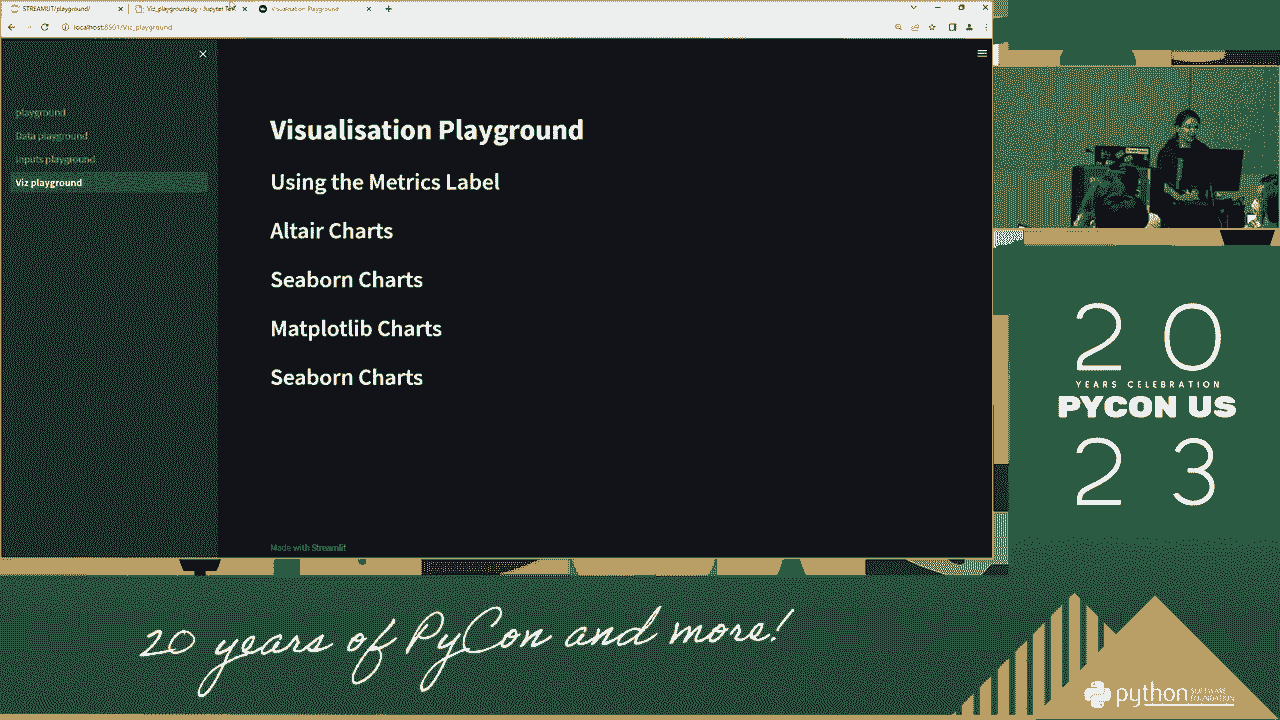 STREAMLIT/playground/
Viz_playground.py - Jupyter Text
Visualisation Playground
localhost:8501/Viz_playground
playground
Data playground
Inputs playground
Viz playground
Visualisation Playground
Using the Metrics Label
Altair Charts
Seaborn Charts
Matplotlib Charts
Seaborn Charts
Made with Streamlit
20
YEARS CELEBRATION
PYCON US
23
20 years of PyCon and more!
python
SOFTWARE
FOUNDATION